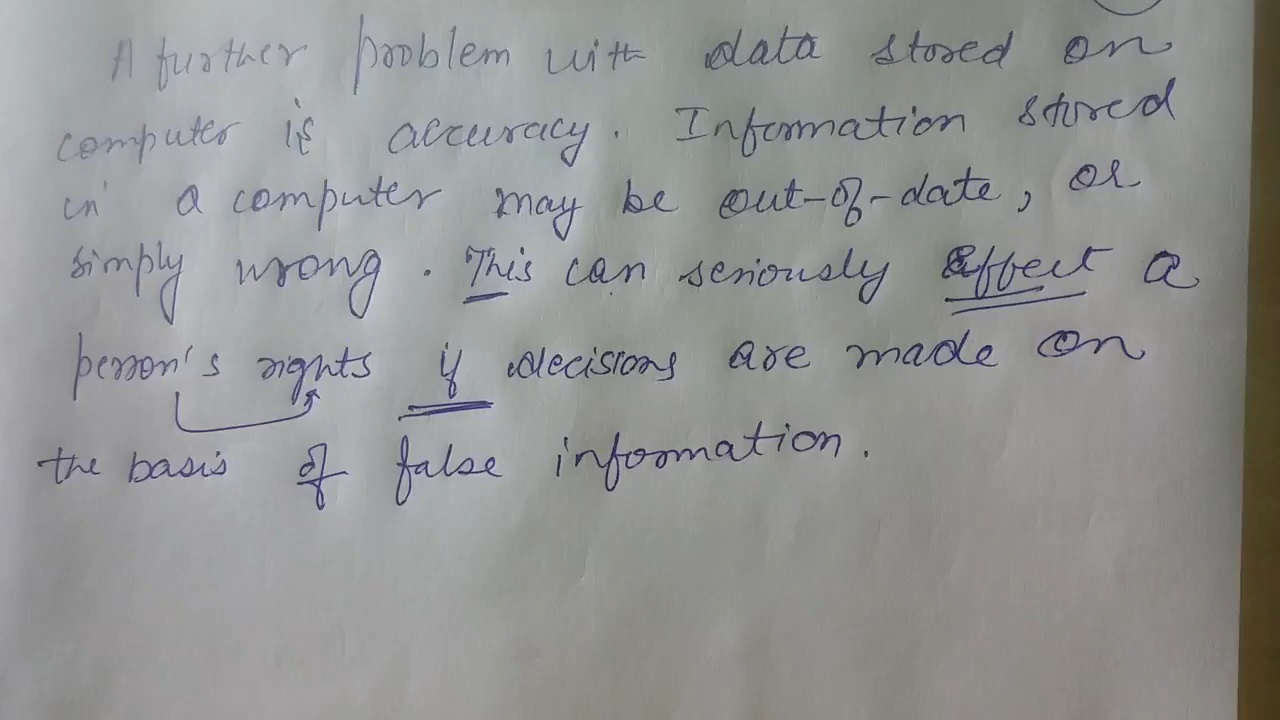 A further problem with data stored on
computer is accuracy. Information stored
in a computer may be out-of-date, or
simply wrong. This can seriously affect a
person's rights if decisions are made on
the basis of false information.